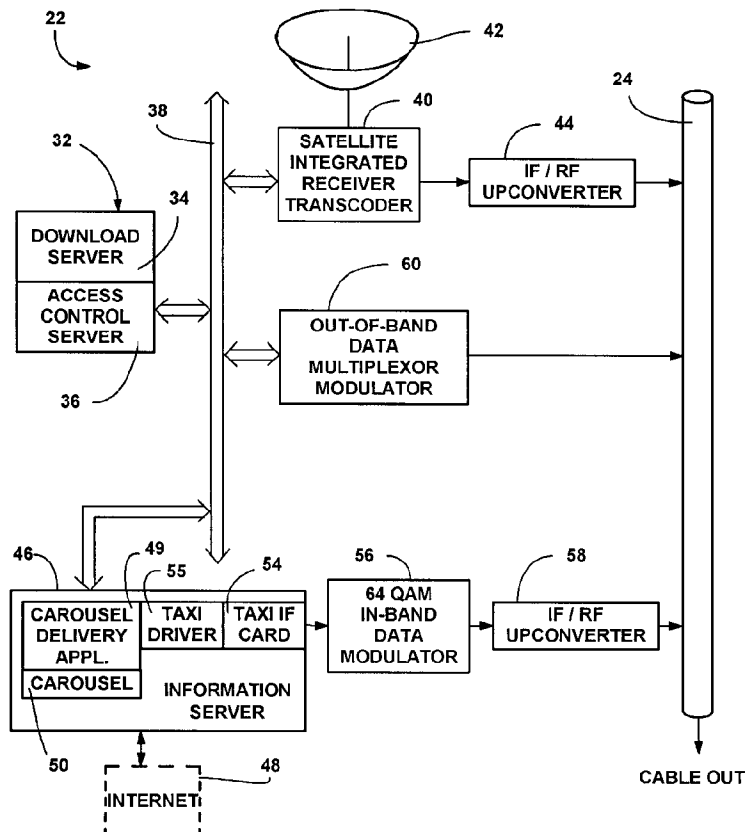 22
42
40
24
38
44
32
SATELLITE
INTEGRATED
RECEIVER
TRANSCODER
IF / RF
UPCONVERTER
DOWNLOAD
SERVER
34
60
ACCESS
CONTROL
SERVER
OUT-OF-BAND
DATA
MULTIPLEXOR
MODULATOR
36
46
49
55
54
56
58
CAROUSEL
DELIVERY
APPL.
TAXI
DRIVER
TAXI IF
CARD
64 QAM
IN-BAND
DATA
MODULATOR
IF / RF
UPCONVERTER
CAROUSEL
INFORMATION
SERVER
50
48
INTERNET
CABLE OUT